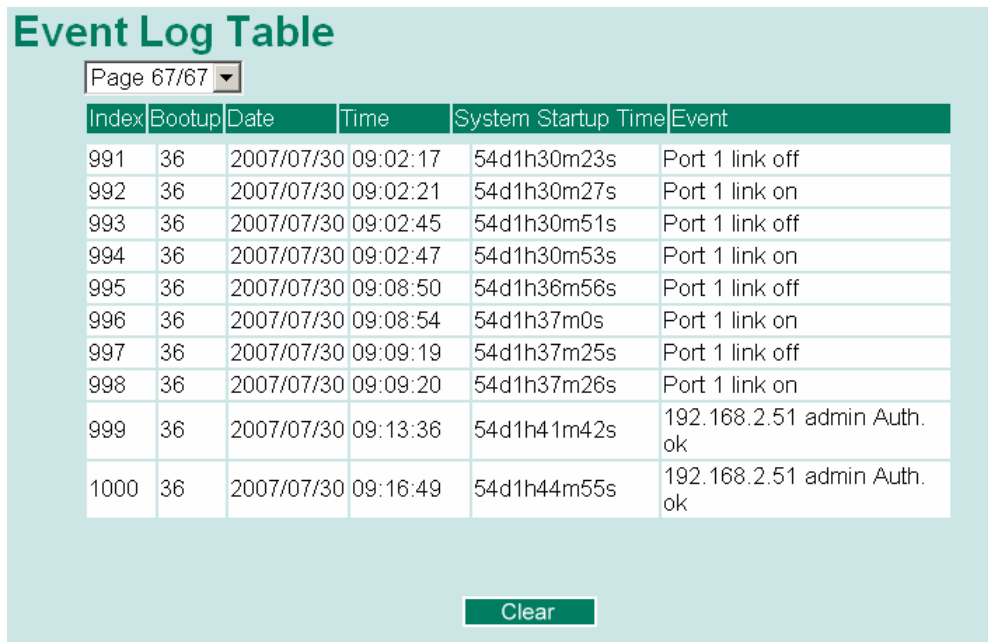 Event Log Table
Page 67/67
Index Bootup Date Time System Startup Time Event
991 36 2007/07/30 09:02:17 54d1h30m23s Port 1 link off
992 36 2007/07/30 09:02:21 54d1h30m27s Port 1 link on
993 36 2007/07/30 09:02:45 54d1h30m51s Port 1 link off
994 36 2007/07/30 09:02:47 54d1h30m53s Port 1 link on
995 36 2007/07/30 09:08:50 54d1h36m56s Port 1 link off
996 36 2007/07/30 09:08:54 54d1h37m0s Port 1 link on
997 36 2007/07/30 09:09:19 54d1h37m25s Port 1 link off
998 36 2007/07/30 09:09:20 54d1h37m26s Port 1 link on
999 36 2007/07/30 09:13:36 54d1h41m42s 192.168.2.51 admin Auth.
ok
1000 36 2007/07/30 09:16:49 54d1h44m55s 192.168.2.51 admin Auth.
ok
Clear